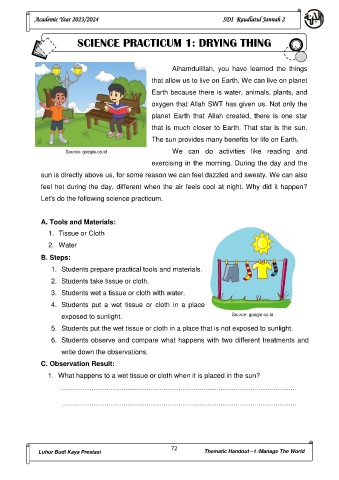 Academic Year 2023/2024
SDI Raudlatul Jannah 2
SCIENCE PRACTICUM 1: DRYING THING
Alhamdulillah, you have learned the things
that allow us to live on Earth. We can live on planet
Earth because there is water, animals, plants, and
oxygen that Allah SWT has given us. Not only the
planet Earth that Allah created, there is one star
that is much closer to Earth. That star is the sun.
The sun provides many benefits for life on Earth.
Source: google.co.id
We can do activities like reading and
exercising in the morning. During the day and the
sun is directly above us, for some reason we can feel dazzled and sweaty. We can also
feel hot during the day, different when the air feels cool at night. Why did it happen?
Let's do the following science practicum.
A. Tools and Materials:
1. Tissue or Cloth
2. Water
B. Steps:
1. Students prepare practical tools and materials.
2. Students take tissue or cloth.
3. Students wet a tissue or cloth with water.
4. Students put a wet tissue or cloth in a place
exposed to sunlight.
Source: google.co.id
5. Students put the wet tissue or cloth in a place that is not exposed to sunlight.
6. Students observe and compare what happens with two different treatments and
write down the observations.
C. Observation Result:
1. What happens to a wet tissue or cloth when it is placed in the sun?
Luhur Budi Kaya Prestasi
72
Thematic Handout –1 /Manage The World